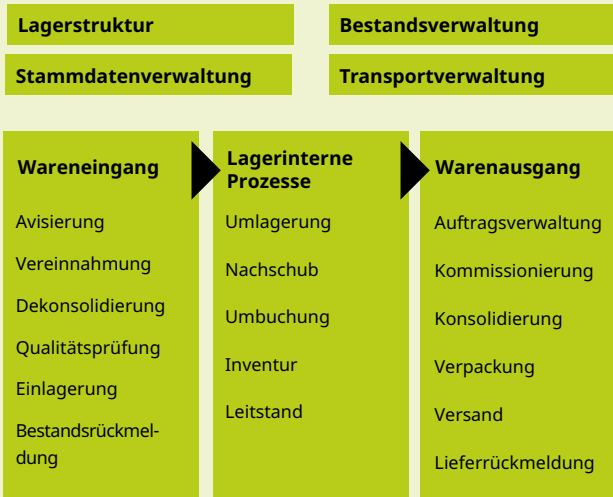 Lagerstruktur
Bestandsverwaltung
Stammdatenverwaltung
Transportverwaltung
Wareneingang
Avisierung
Vereinnahmung
Dekonsolidierung
Qualitätsprüfung
Einlagerung
Bestandsrückmel-
dung
Lagerinterne
Prozesse
Umlagerung
Nachschub
Umbuchung
Inventur
Leitstand
Warenausgang
Auftragsverwaltung
Kommissionierung
Konsolidierung
Verpackung
Versand
Lieferrückmeldung